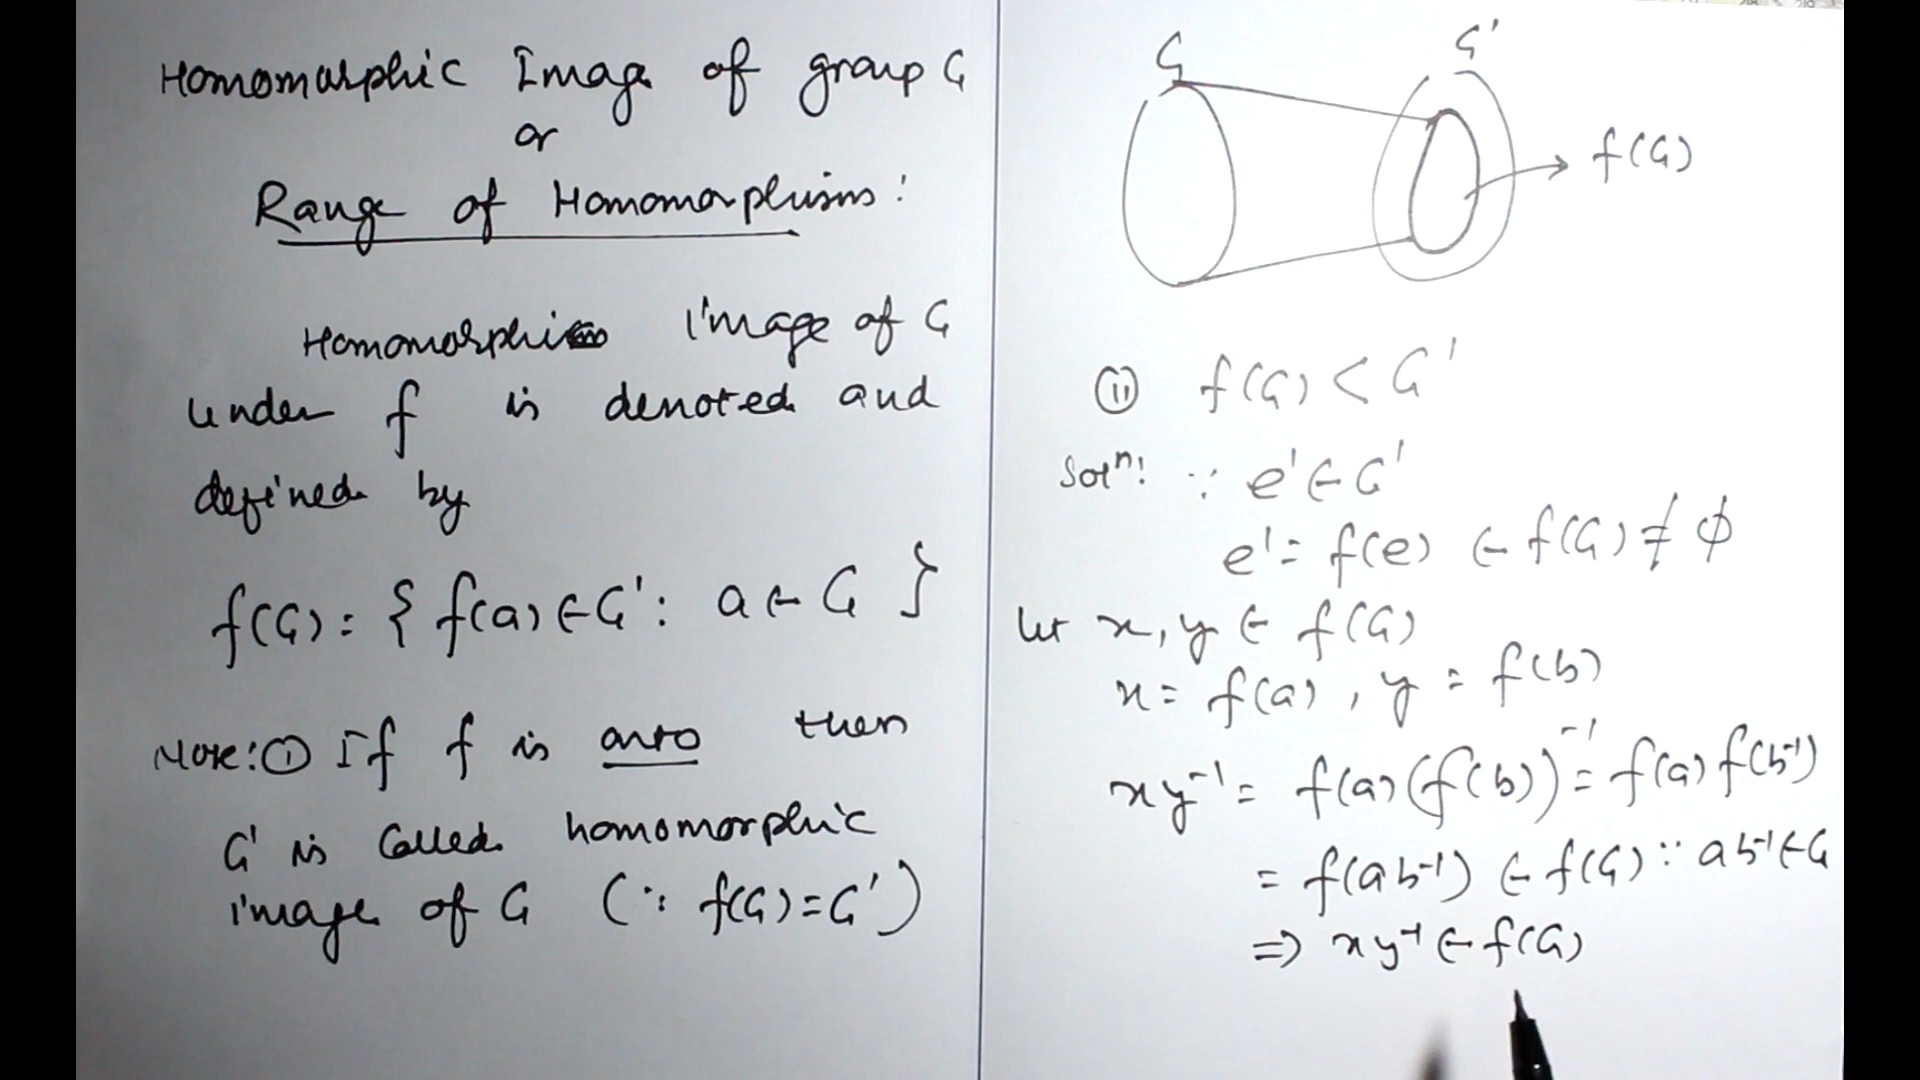 Homomorphic Image of group G
or
Range of Homomorphism:
Homomorphic Image of G
under f is denoted and
defined by
f(G) = { f(a) ∈ G' : a ∈ G }
Note: ① If f is onto then
G' is called homomorphic
image of G (∵ f(G) = G')
G G'
f(G)
⑪ f(G) < G'
Solⁿ: ∵ e' ∈ G'
e' = f(e) ∈ f(G) ≠ ϕ
let x, y ∈ f(G)
x = f(a), y = f(b)
xy⁻¹ = f(a)(f(b))⁻¹ = f(a) f(b⁻¹)
= f(ab⁻¹) ∈ f(G) ∵ ab⁻¹ ∈ G
⇒ xy⁻¹ ∈ f(G)